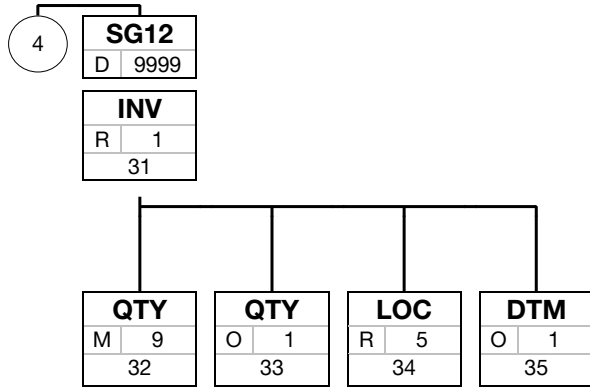 4
SG12
D 9999
INV
R 1
31
QTY QTY LOC DTM
M 9 O 1 R 5 O 1
32 33 34 35